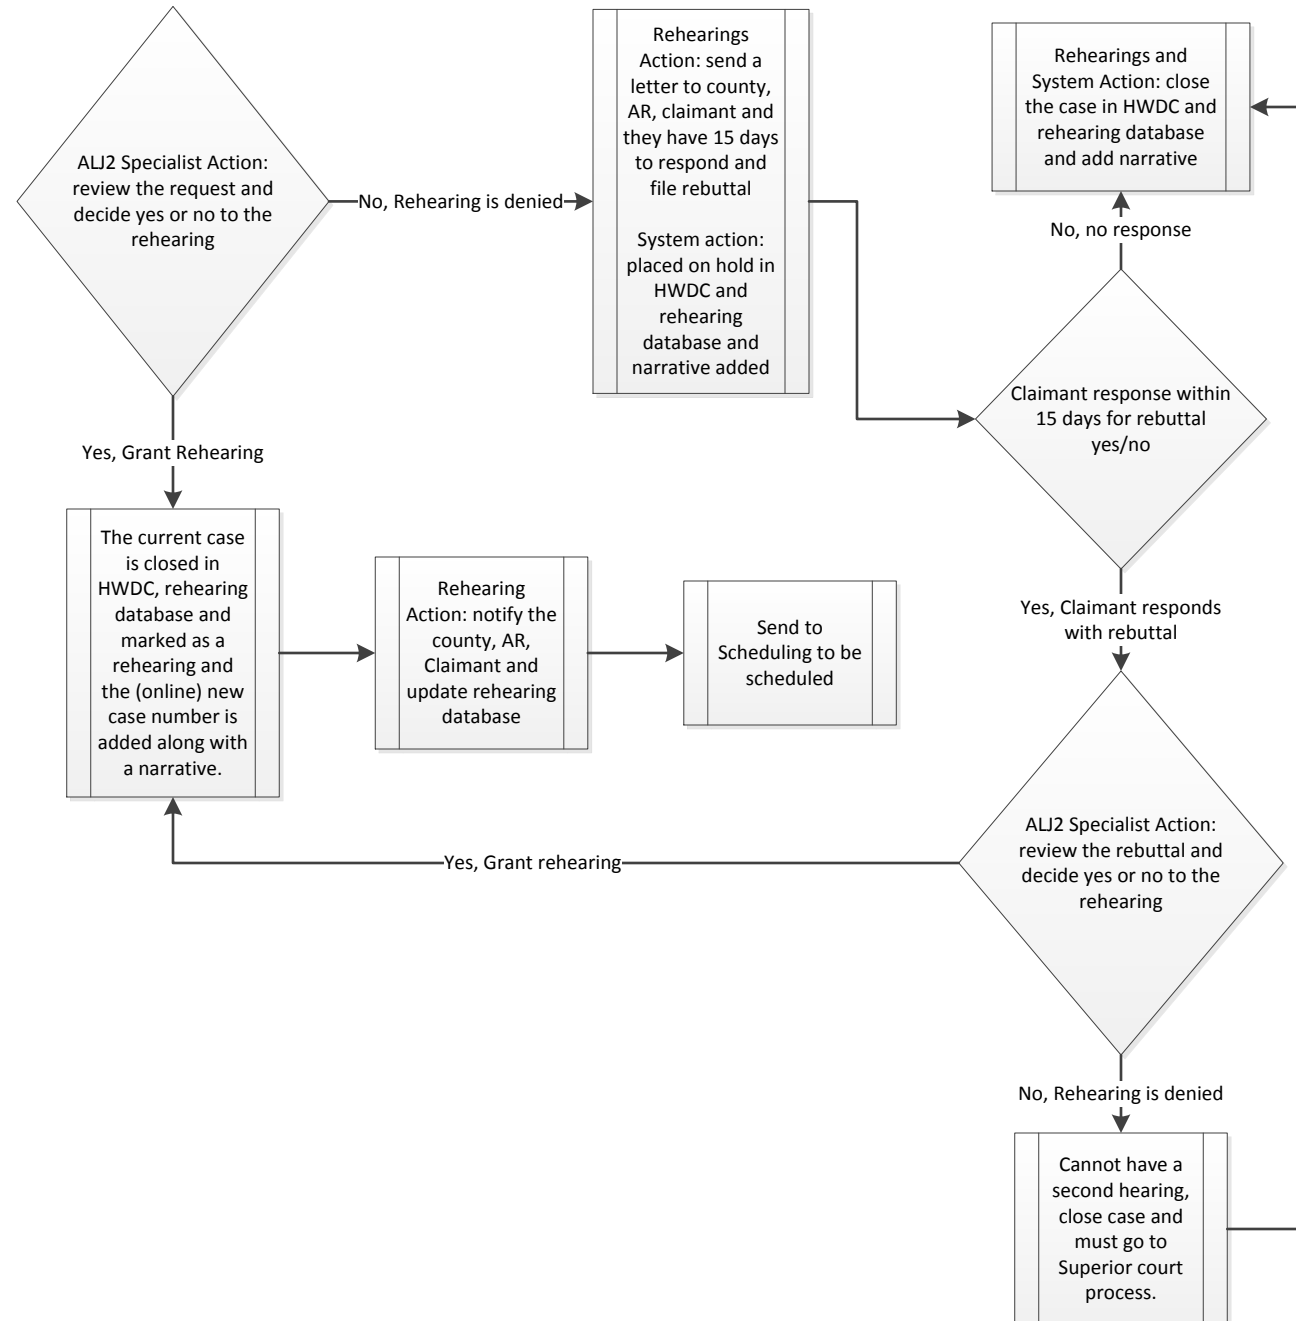 ALJ2 Specialist Action:
review the request and
decide yes or no to the
rehearing
No, Rehearing is denied
Rehearings
Action: send a
letter to county,
AR, claimant and
they have 15 days
to respond and
file rebuttal
System action:
placed on hold in
HWDC and
rehearing
database and
narrative added
Rehearings and
System Action: close
the case in HWDC and
rehearing database
and add narrative
No, no response
Claimant response within
15 days for rebuttal
yes/no
Yes, Grant Rehearing
The current case
is closed in
HWDC, rehearing
database and
marked as a
rehearing and
the (online) new
case number is
added along with
a narrative.
Rehearing
Action: notify the
county, AR,
Claimant and
update rehearing
database
Send to
Scheduling to be
scheduled
Yes, Claimant responds
with rebuttal
ALJ2 Specialist Action:
review the rebuttal and
decide yes or no to the
rehearing
Yes, Grant rehearing
No, Rehearing is denied
Cannot have a
second hearing,
close case and
must go to
Superior court
process.